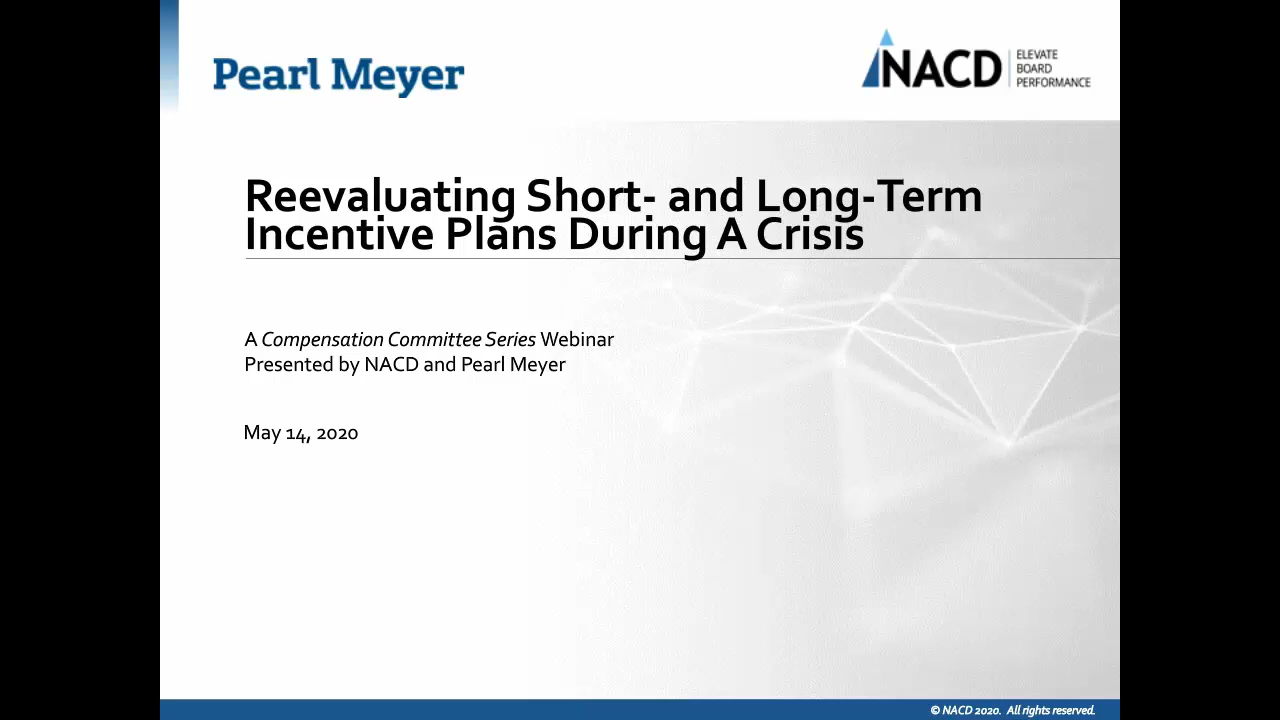 Pearl Meyer
NACD
ELEVATE
BOARD
PERFORMANCE
Reevaluating Short- and Long-Term
Incentive Plans During A Crisis
A Compensation Committee Series Webinar
Presented by NACD and Pearl Meyer
May 14, 2020
© NACD 2020. All rights reserved.